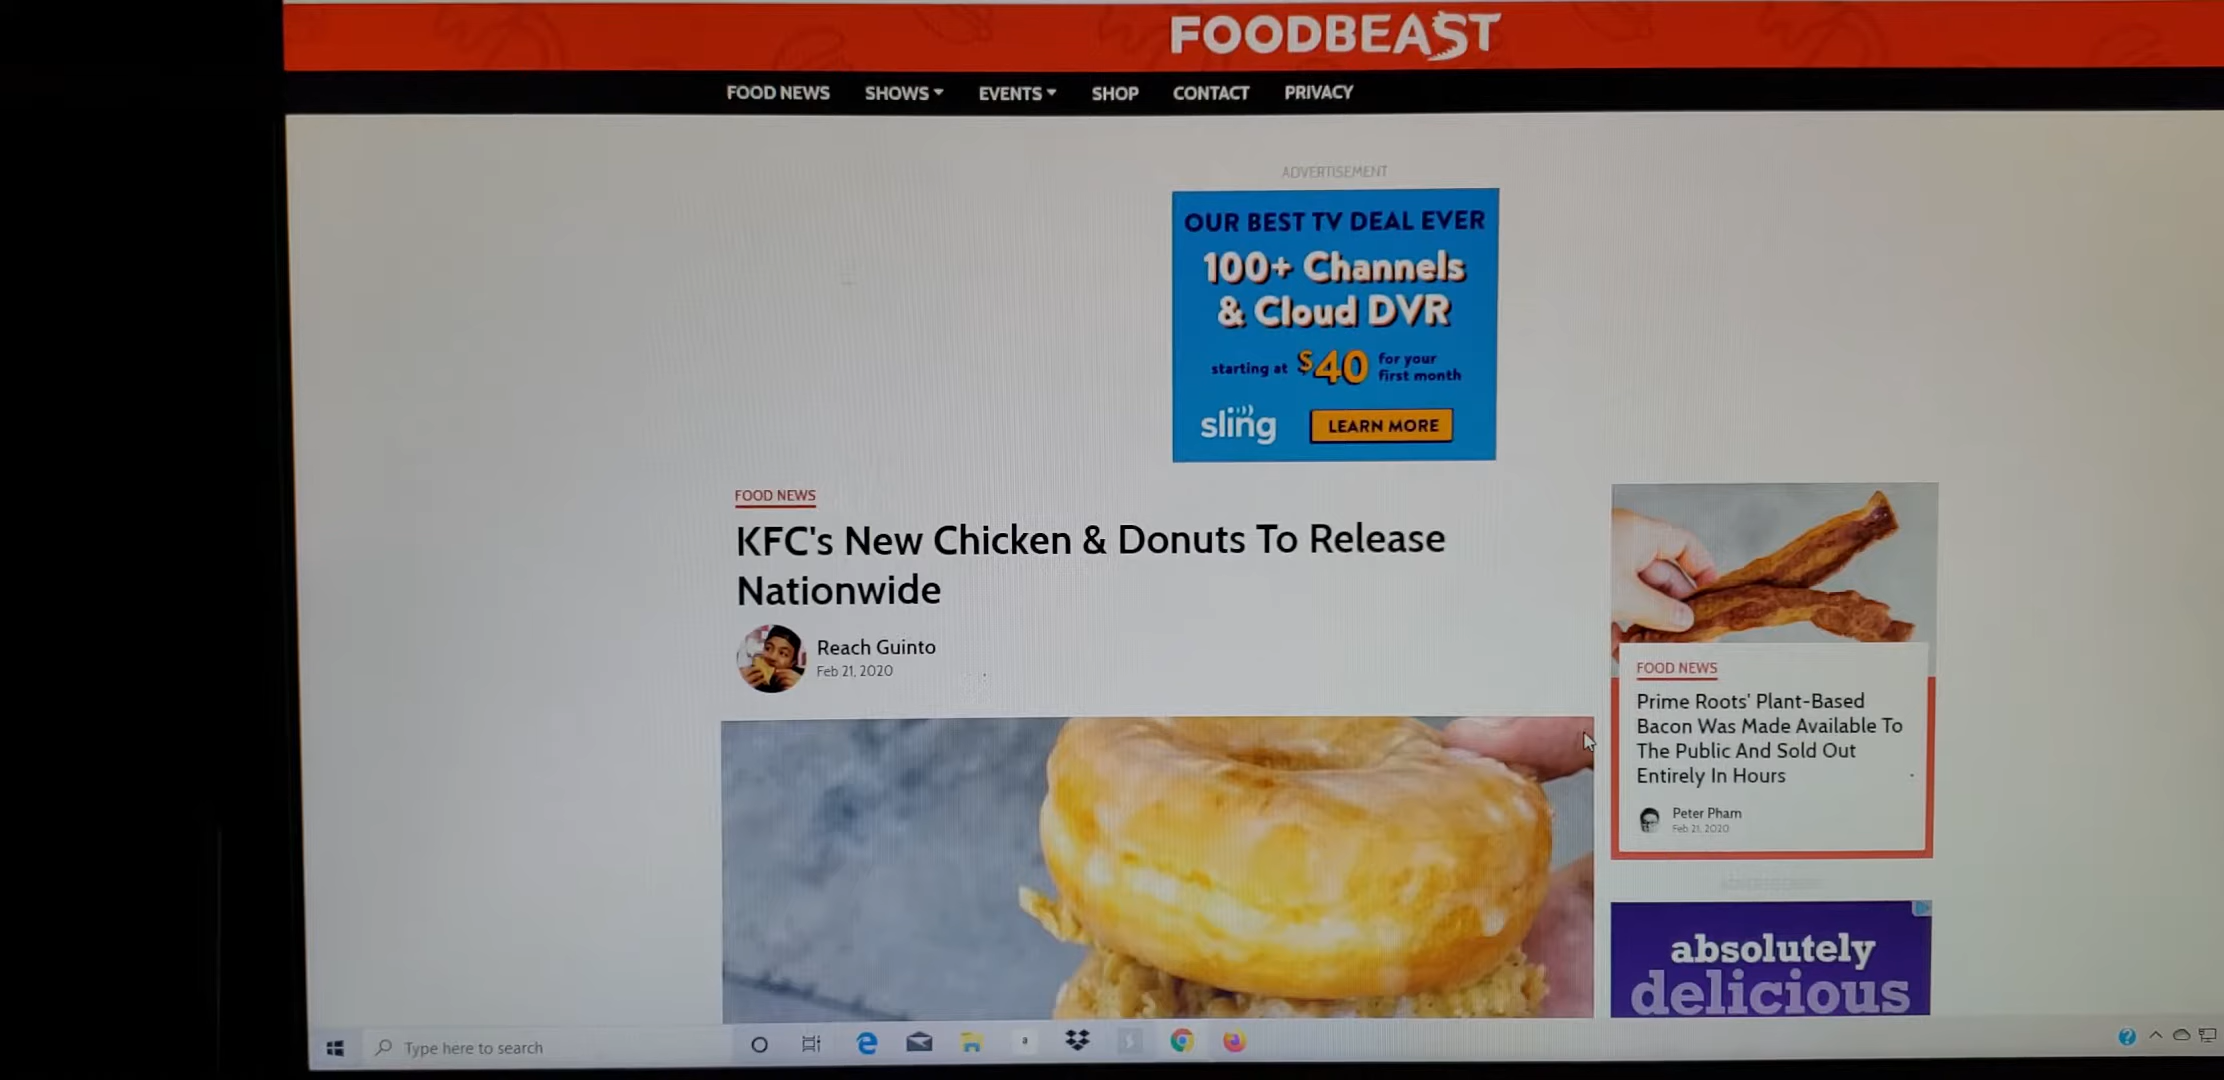 FOODBEAST
FOOD NEWS SHOWS EVENTS SHOP CONTACT PRIVACY
ADVERTISEMENT
OUR BEST TV DEAL EVER
100+ Channels
& Cloud DVR
starting at $40 for your
first month
sling LEARN MORE
FOOD NEWS
KFC's New Chicken & Donuts To Release
Nationwide
Reach Guinto
Feb 21, 2020
FOOD NEWS
Prime Roots' Plant-Based
Bacon Was Made Available To
The Public And Sold Out
Entirely In Hours
Peter Pham
Feb 21, 2020
ADVERTISEMENT
absolutely
delicious
Type here to search
a